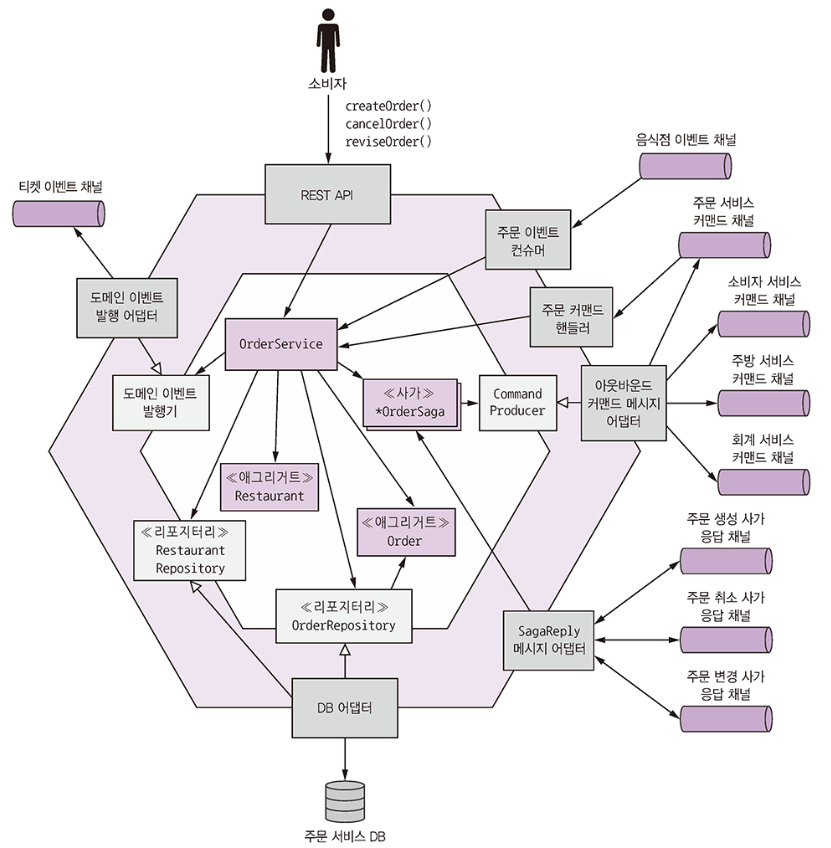 소비자
createOrder()
cancelOrder()
reviseOrder()
음식점 이벤트 채널
티켓 이벤트 채널
REST API
주문 서비스
커맨드 채널
주문 이벤트
컨슈머
도메인 이벤트
발행 어댑터
소비자 서비스
커맨드 채널
주문 커맨드
핸들러
OrderService
주방 서비스
커맨드 채널
도메인 이벤트
발행기
≪사가≫
*OrderSaga
Command
Producer
아웃바운드
커맨드 메시지
어댑터
회계 서비스
커맨드 채널
≪애그리거트≫
Restaurant
≪애그리거트≫
Order
주문 생성 사가
응답 채널
≪리포지터리≫
Restaurant
Repository
주문 취소 사가
응답 채널
≪리포지터리≫
OrderRepository
SagaReply
메시지 어댑터
주문 변경 사가
응답 채널
DB 어댑터
주문 서비스 DB